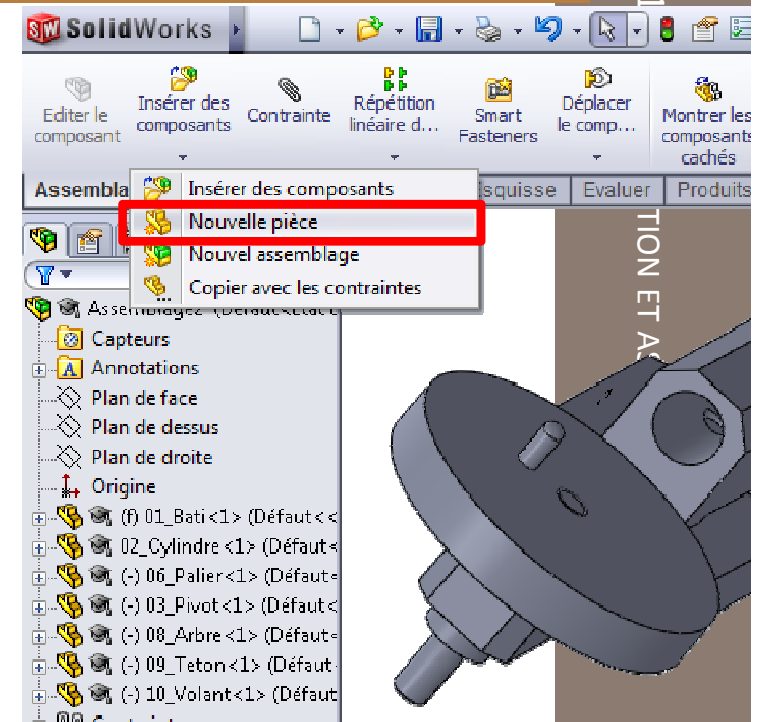 SolidWorks
Editer le composant
Insérer des composants
Contrainte
Répétition linéaire d...
Smart Fasteners
Déplacer le comp...
Montrer les composants cachés
Assembla
squisse
Evaluer
Produits
Insérer des composants
Nouvelle pièce
Nouvel assemblage
Copier avec les contraintes
TION ET AS
Capteurs
Annotations
Plan de face
Plan de dessus
Plan de droite
Origine
(f) 01_Bati<1> (Défaut<<
02_Cylindre<1> (Défaut<
(-) 06_Palier<1> (Défaut<
(-) 03_Pivot<1> (Défaut<
(-) 08_Arbre<1> (Défaut<
(-) 09_Teton<1> (Défaut
(-) 10_Volant<1> (Défaut